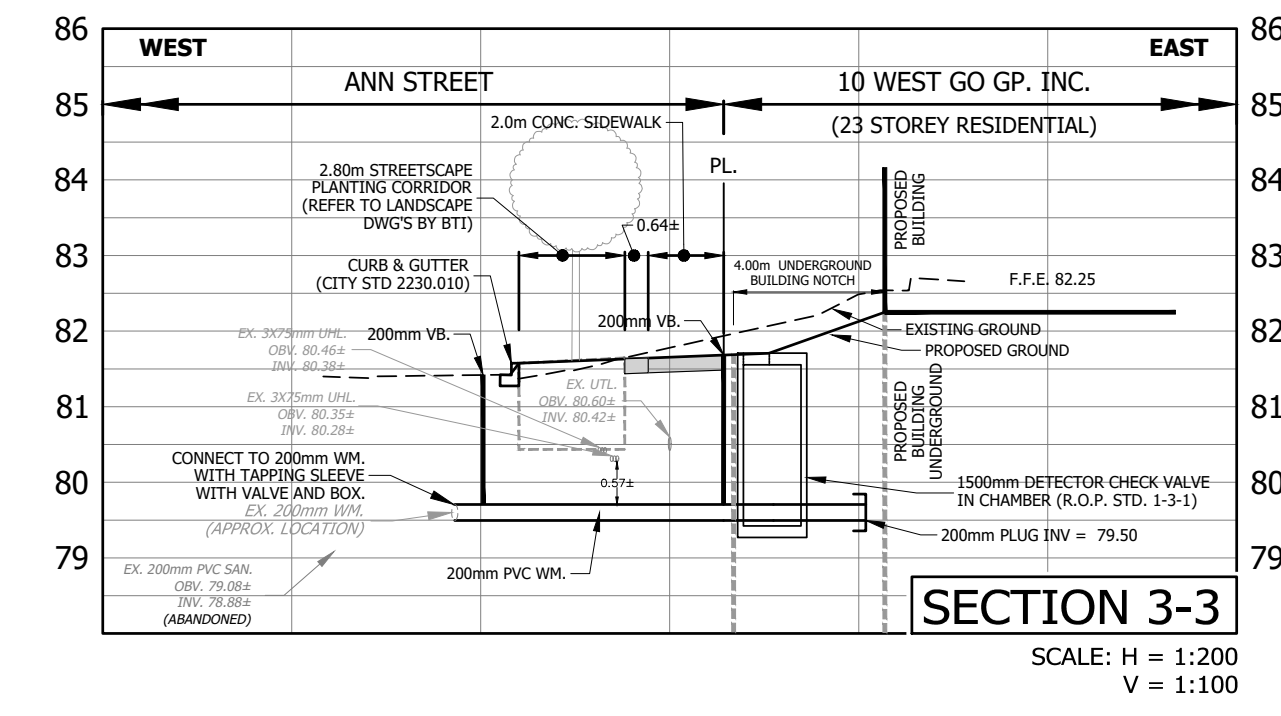 86
86
WEST
EAST
ANN STREET
10 WEST GO GP. INC.
85
85
(23 STOREY RESIDENTIAL)
2.0m CONC. SIDEWALK
PL.
2.80m STREETSCAPE
PLANTING CORRIDOR
(REFER TO LANDSCAPE
DWG'S BY BTI)
84
84
0.64±
PROPOSED
BUILDING
83
83
CURB & GUTTER
(CITY STD 2230.010)
4.00m UNDERGROUND
BUILDING NOTCH
F.F.E. 82.25
82
82
EX. 3X75mm UHL.
OBV. 80.46±
INV. 80.38±
200mm VB.
200mm VB.
EXISTING GROUND
PROPOSED GROUND
EX. 3X75mm UHL.
OBV. 80.35±
INV. 80.28±
EX. UTL.
OBV. 80.60±
INV. 80.42±
81
81
PROPOSED
BUILDING
UNDERGROUND
CONNECT TO 200mm WM.
WITH TAPPING SLEEVE
WITH VALVE AND BOX.
EX. 200mm WM.
(APPROX. LOCATION)
80
80
0.57±
1500mm DETECTOR CHECK VALVE
IN CHAMBER (R.O.P. STD. 1-3-1)
200mm PLUG INV = 79.50
79
79
EX. 200mm PVC SAN.
OBV. 79.08±
INV. 78.88±
(ABANDONED)
200mm PVC WM.
SECTION 3-3
SCALE: H = 1:200
V = 1:100